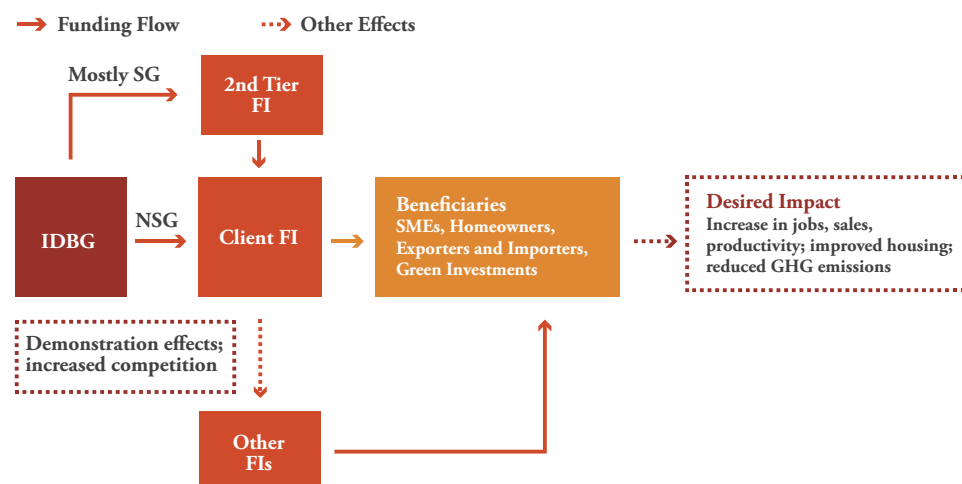 Funding Flow
Other Effects
Mostly SG
2nd Tier
FI
IDBG
NSG
Client FI
Beneficiaries
SMEs, Homeowners,
Exporters and Importers,
Green Investments
Desired Impact
Increase in jobs, sales,
productivity; improved housing;
reduced GHG emissions
Demonstration effects;
increased competition
Other
FIs